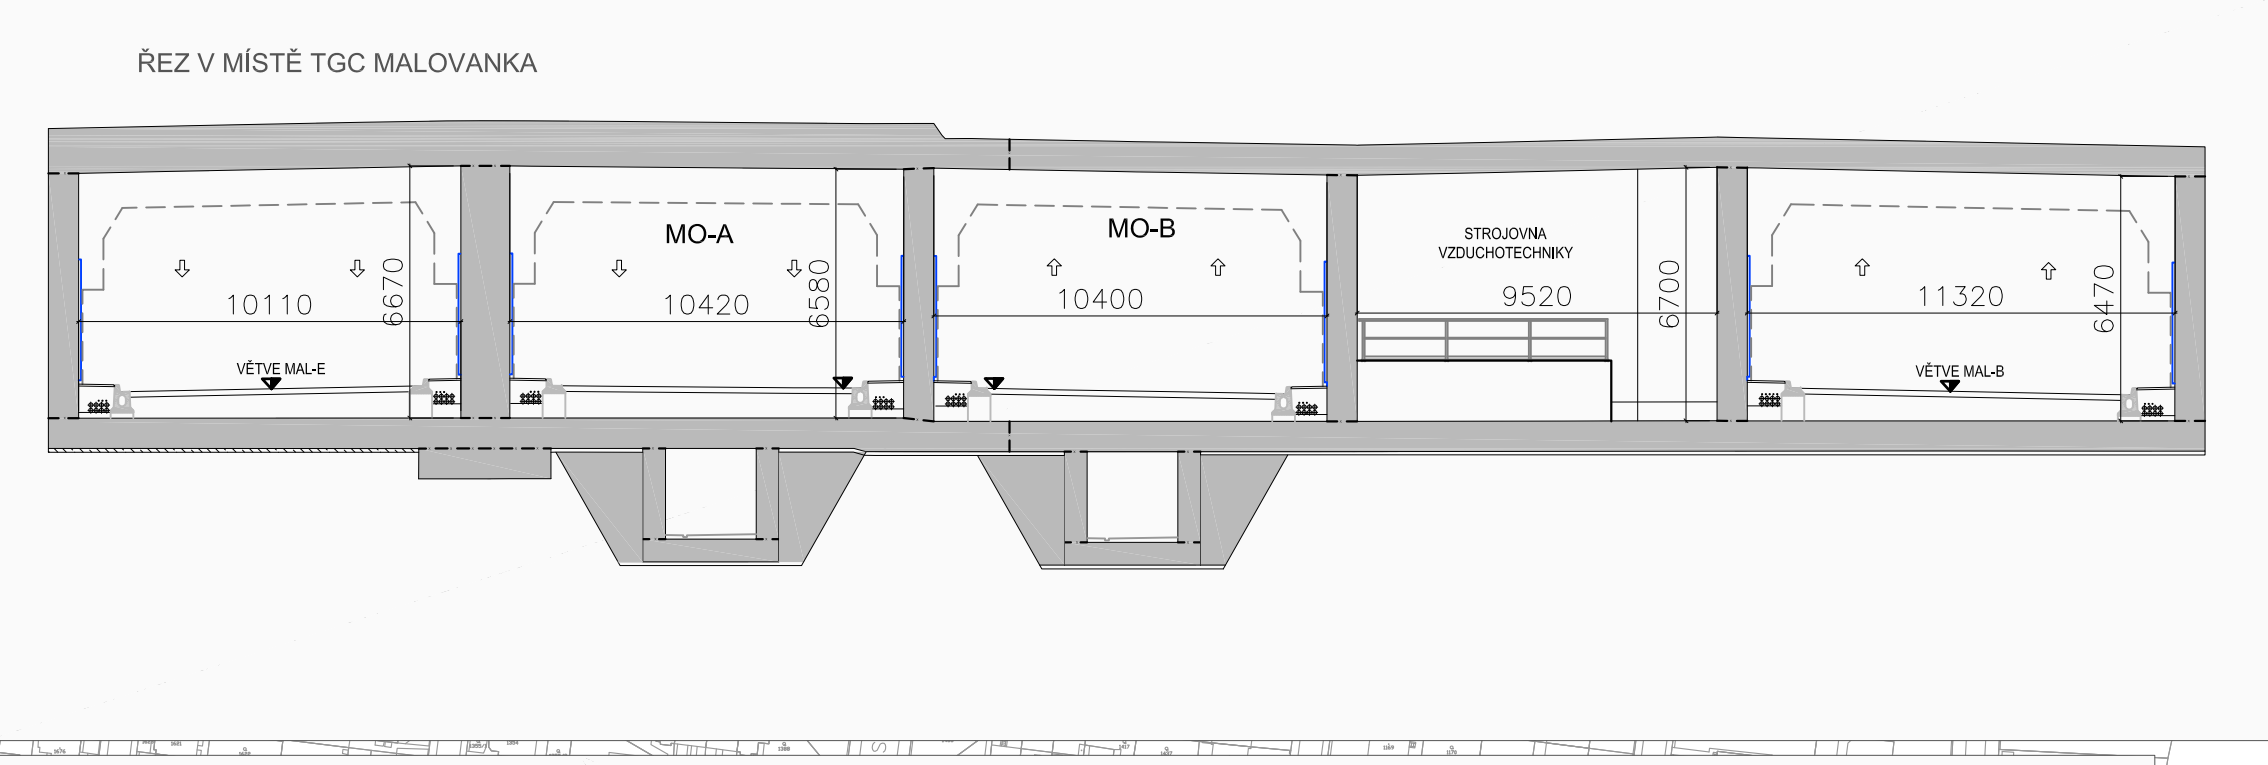 ŘEZ V MÍSTĚ TGC MALOVANKA
MO-A
MO-B
STROJOVNA
VZDUCHOTECHNIKY
10110
6670
10420
6580
10400
9520
6700
11320
6470
VĚTVE MAL-E
VĚTVE MAL-B